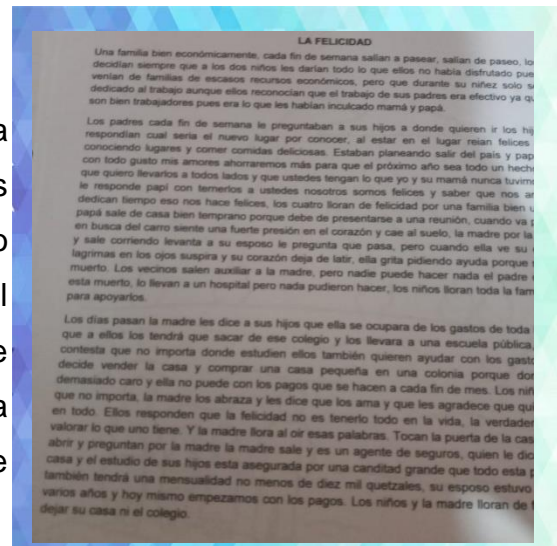 a
s
o
l
e
a
e
LA FELICIDAD
Una familia bien económicamente, cada fin de semana salían a pasear, salían de paseo, lo
decidían siempre que a los dos niños les darían todo lo que ellos no había disfrutado pue
venían de familias de escasos recursos económicos, pero que durante su niñez solo s
dedicado al trabajo aunque ellos reconocían que el trabajo de sus padres era efectivo ya q
son bien trabajadores pues era lo que les habían inculcado mamá y papá.
Los padres cada fin de semana le preguntaban a sus hijos a donde quieren ir los hij
respondían cual sería el nuevo lugar por conocer, al estar en el lugar reían felices
conociendo lugares y comer comidas deliciosas. Estaban planeando salir del país y pap
con todo gusto mis amores ahorraremos más para que el próximo año sea todo un hech
que quiero llevarlos a todos lados y que ustedes tengan lo que yo y su mamá nunca tuvim
le responde papi con temerlos a ustedes nosotros somos felices y saber que nos a
dedican tiempo eso nos hace felices, los cuatro lloran de felicidad por una familia bien
papá sale de casa bien temprano porque debe de presentarse a una reunión, cuando va
en busca del carro siente una fuerte presión en el corazón y cae al suelo, la madre por la
y sale corriendo levanta a su esposo le pregunta que pasa, pero cuando ella ve su
lagrimas en los ojos suspira y su corazón deja de latir, ella grita pidiendo ayuda porque
muerto. Los vecinos salen auxiliar a la madre, pero nadie puede hacer nada el padre
esta muerto, lo llevan a un hospital pero nada pudieron hacer, los niños lloran toda la fam
para apoyarlos.
Los días pasan la madre les dice a sus hijos que ella se ocupara de los gastos de toda
que a ellos los tendrá que sacar de ese colegio y los llevara a una escuela pública,
contesta que no importa donde estudien ellos también quieren ayudar con los gast
decide vender la casa y comprar una casa pequeña en una colonia porque don
demasiado caro y ella no puede con los pagos que se hacen a cada fin de mes. Los niñ
que no importa, la madre los abraza y les dice que los ama y que les agradece que qui
en todo. Ellos responden que la felicidad no es tenerlo todo en la vida, la verdader
valorar lo que uno tiene. Y la madre llora al oír esas palabras. Tocan la puerta de la cas
abrir y preguntan por la madre la madre sale y es un agente de seguros, quien le dic
casa y el estudio de sus hijos esta asegurada por una canditad grande que todo esta p
también tendrá una mensualidad no menos de diez mil quetzales, su esposo estuvo
varios años y hoy mismo empezamos con los pagos. Los niños y la madre lloran de
dejar su casa ni el colegio.